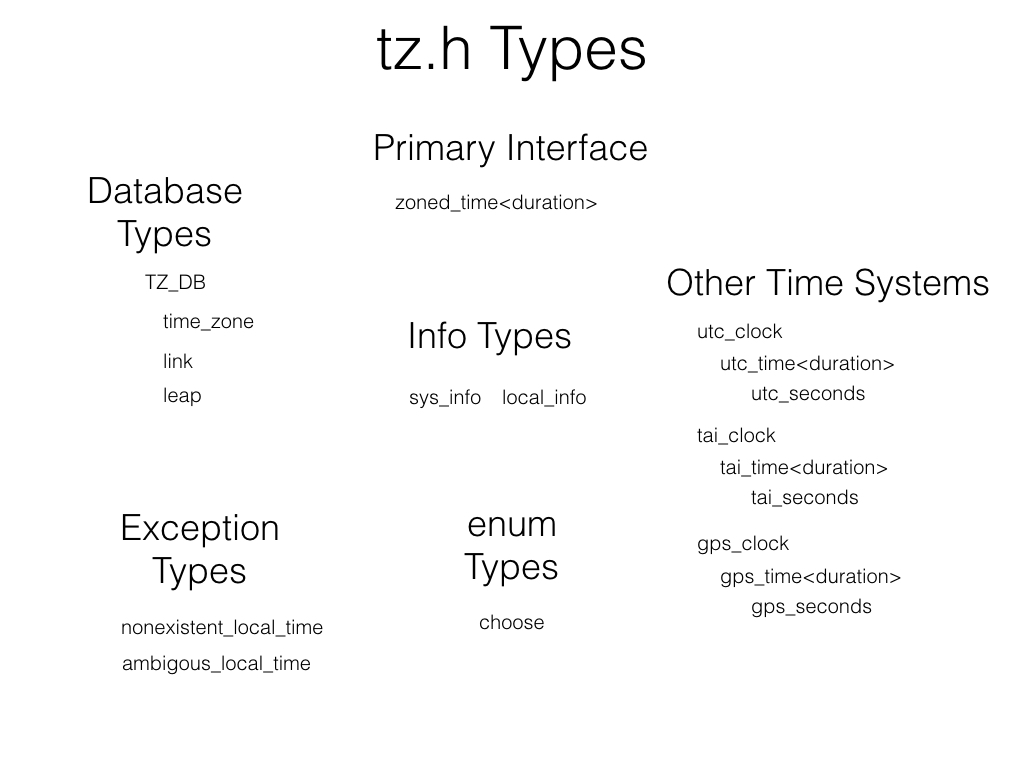 tz.h Types
Primary Interface
zoned_time<duration>
Database
Types
TZ_DB
time_zone
link
leap
Info Types
sys_info local_info
Other Time Systems
utc_clock
utc_time<duration>
utc_seconds
tai_clock
tai_time<duration>
tai_seconds
gps_clock
gps_time<duration>
gps_seconds
Exception
Types
nonexistent_local_time
ambigous_local_time
enum
Types
choose